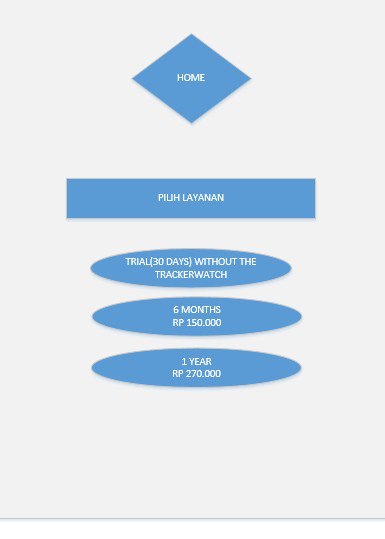 HOME
PILIH LAYANAN
TRIAL(30 DAYS) WITHOUT THE
TRACKERWATCH
6 MONTHS
RP 150.000
1 YEAR
RP 270.000